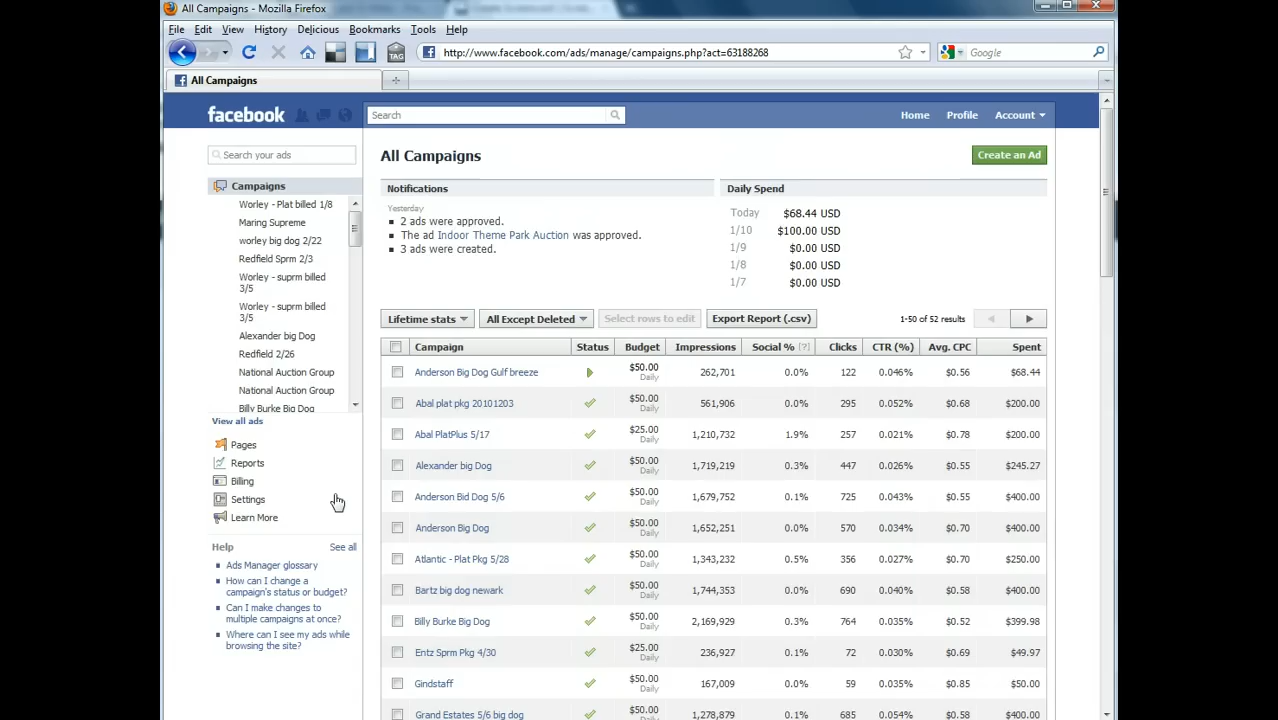 All Campaigns - Mozilla Firefox
File Edit View History Delicious Bookmarks Tools Help
TAG
http://www.facebook.com/ads/manage/campaigns.php?act=63188268
Google
All Campaigns
facebook
Search
Home Profile Account
Search your ads
Campaigns
Worley - Plat billed 1/8
Maring Supreme
worley big dog 2/22
Redfield Sprm 2/3
Worley - suprm billed
3/5
Worley - suprm billed
3/5
Alexander big Dog
Redfield 2/26
National Auction Group
National Auction Group
Billy Burke Big Dog
View all ads
Pages
Reports
Billing
Settings
Learn More
Help See all
Ads Manager glossary
How can I change a
campaign's status or budget?
Can I make changes to
multiple campaigns at once?
Where can I see my ads while
browsing the site?
All Campaigns
Create an Ad
Notifications
Yesterday
2 ads were approved.
The ad Indoor Theme Park Auction was approved.
3 ads were created.
Daily Spend
Today $68.44 USD
1/10 $100.00 USD
1/9 $0.00 USD
1/8 $0.00 USD
1/7 $0.00 USD
Lifetime stats All Except Deleted Select rows to edit Export Report (.csv) 1-50 of 52 results
Campaign Status Budget Impressions Social % [?] Clicks CTR (%) Avg. CPC Spent
Anderson Big Dog Gulf breeze $50.00 Daily 262,701 0.0% 122 0.046% $0.56 $68.44
Abal plat pkg 20101203 $50.00 Daily 561,906 0.0% 295 0.052% $0.68 $200.00
Abal PlatPlus 5/17 $25.00 Daily 1,210,732 1.9% 257 0.021% $0.78 $200.00
Alexander big Dog $50.00 Daily 1,719,219 0.3% 447 0.026% $0.55 $245.27
Anderson Bid Dog 5/6 $50.00 Daily 1,679,752 0.1% 725 0.043% $0.55 $400.00
Anderson Big Dog $50.00 Daily 1,652,251 0.0% 570 0.034% $0.70 $400.00
Atlantic - Plat Pkg 5/28 $50.00 Daily 1,343,232 0.5% 356 0.027% $0.70 $250.00
Bartz big dog newark $50.00 Daily 1,744,353 0.0% 690 0.040% $0.58 $400.00
Billy Burke Big Dog $50.00 Daily 2,169,929 0.3% 764 0.035% $0.52 $399.98
Entz Sprm Pkg 4/30 $25.00 Daily 236,927 0.1% 72 0.030% $0.69 $49.97
Gindstaff $50.00 Daily 167,009 0.0% 59 0.035% $0.85 $50.00
Grand Estates 5/6 big dog $50.00 1,278,879 0.1% 685 0.054% $0.58 $400.00